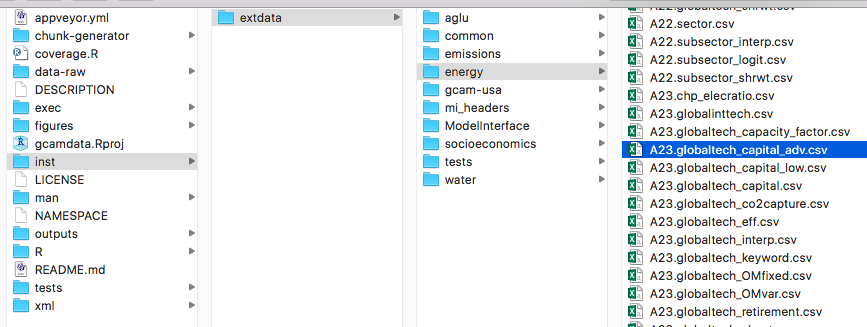 appveyor.yml
chunk-generator
coverage.R
data-raw
DESCRIPTION
exec
figures
gcamdata.Rproj
inst
LICENSE
man
NAMESPACE
outputs
R
README.md
tests
xml
extdata
aglu
common
emissions
energy
gcam-usa
mi_headers
ModelInterface
socioeconomics
tests
water
A22.sector.csv
A22.subsector_interp.csv
A22.subsector_logit.csv
A22.subsector_shrwt.csv
A23.chp_elecratio.csv
A23.globalinttech.csv
A23.globaltech_capacity_factor.csv
A23.globaltech_capital_adv.csv
A23.globaltech_capital_low.csv
A23.globaltech_capital.csv
A23.globaltech_co2capture.csv
A23.globaltech_eff.csv
A23.globaltech_interp.csv
A23.globaltech_keyword.csv
A23.globaltech_OMfixed.csv
A23.globaltech_OMvar.csv
A23.globaltech_retirement.csv